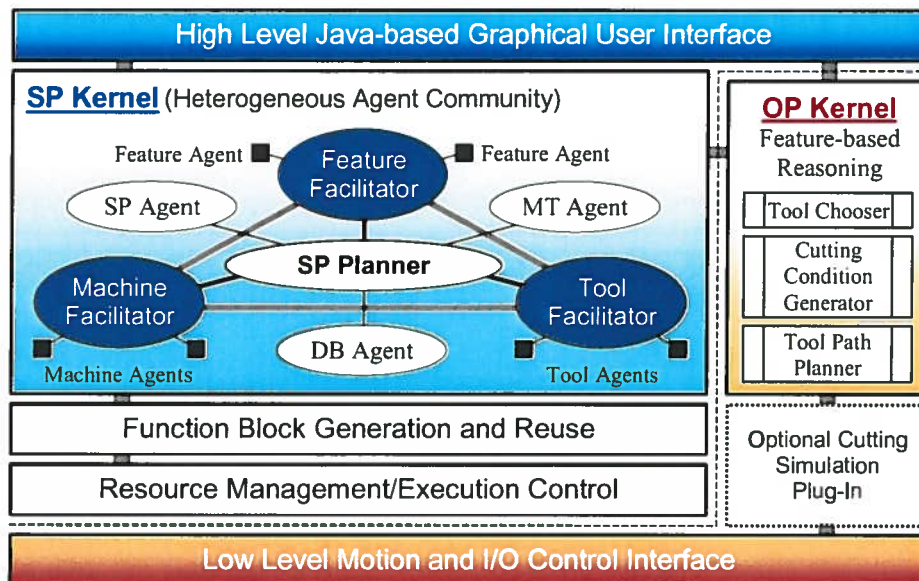 High Level Java-based Graphical User Interface
SP Kernel (Heterogeneous Agent Community)
Feature Agent
Feature
Facilitator
Feature Agent
SP Agent
MT Agent
SP Planner
Machine
Facilitator
Tool
Facilitator
DB Agent
Machine Agents
Tool Agents
OP Kernel
Feature-based
Reasoning
Tool Chooser
Cutting
Condition
Generator
Tool Path
Planner
Function Block Generation and Reuse
Resource Management/Execution Control
Optional Cutting
Simulation
Plug-In
Low Level Motion and I/O Control Interface